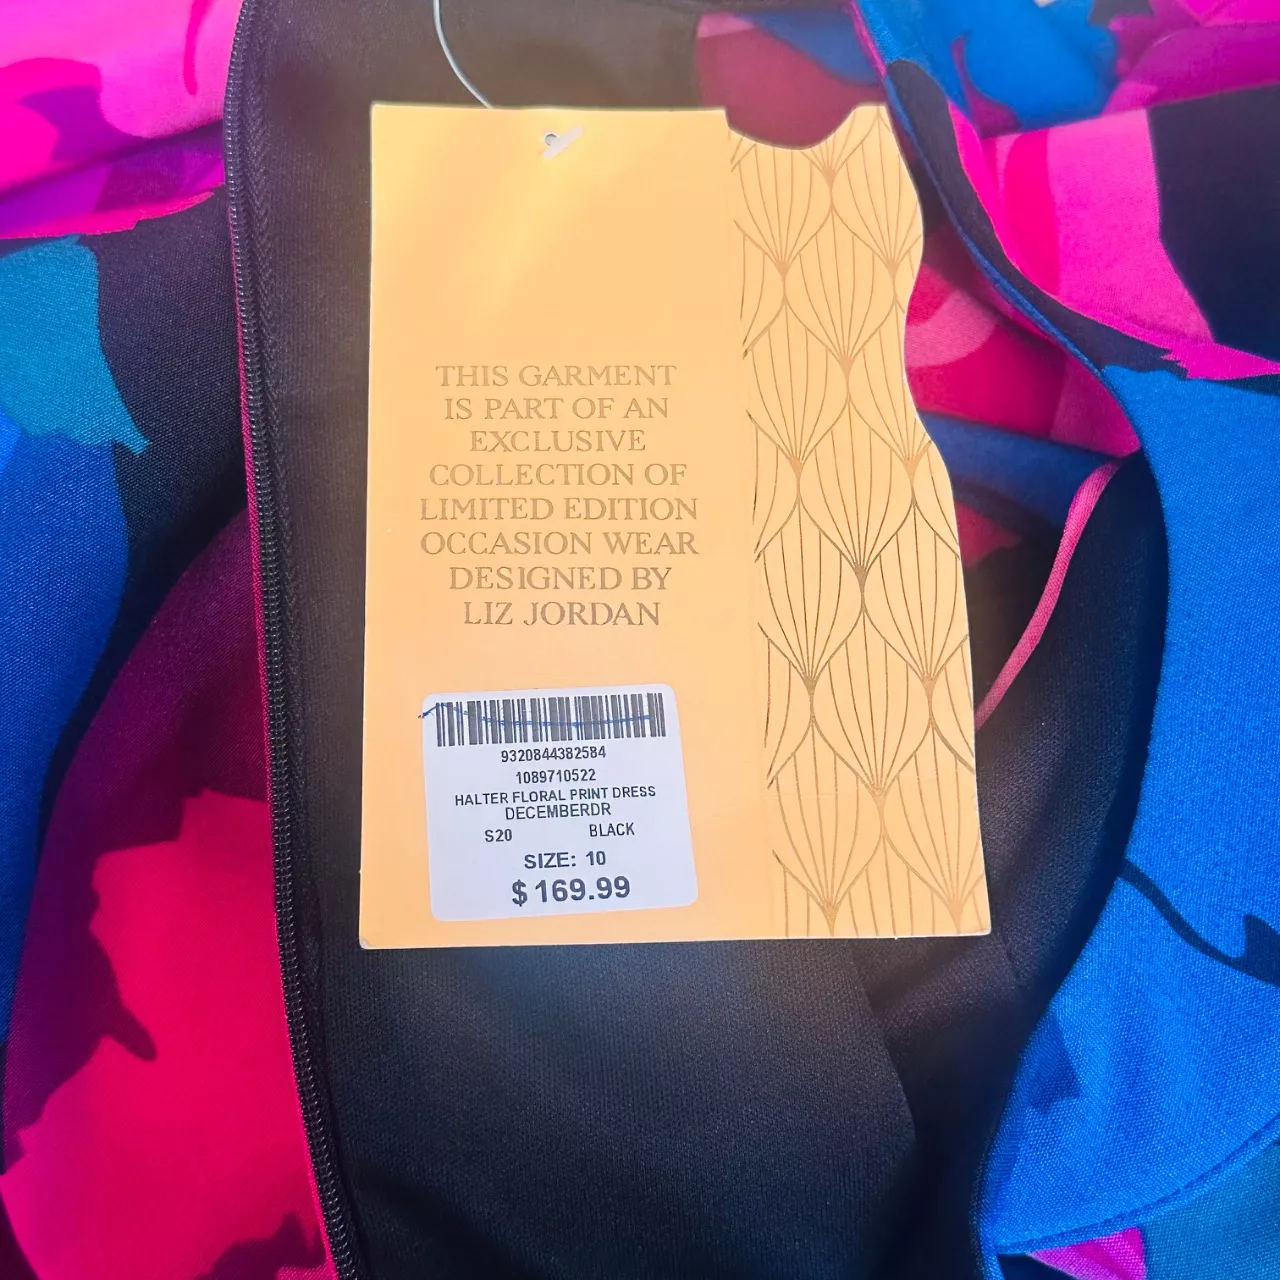 THIS GARMENT
IS PART OF AN
EXCLUSIVE
COLLECTION OF
LIMITED EDITION
OCCASION WEAR
DESIGNED BY
LIZ JORDAN
9320844382584
1089710522
HALTER FLORAL PRINT DRESS
DECEMBERDR
S20 BLACK
SIZE: 10
$169.99